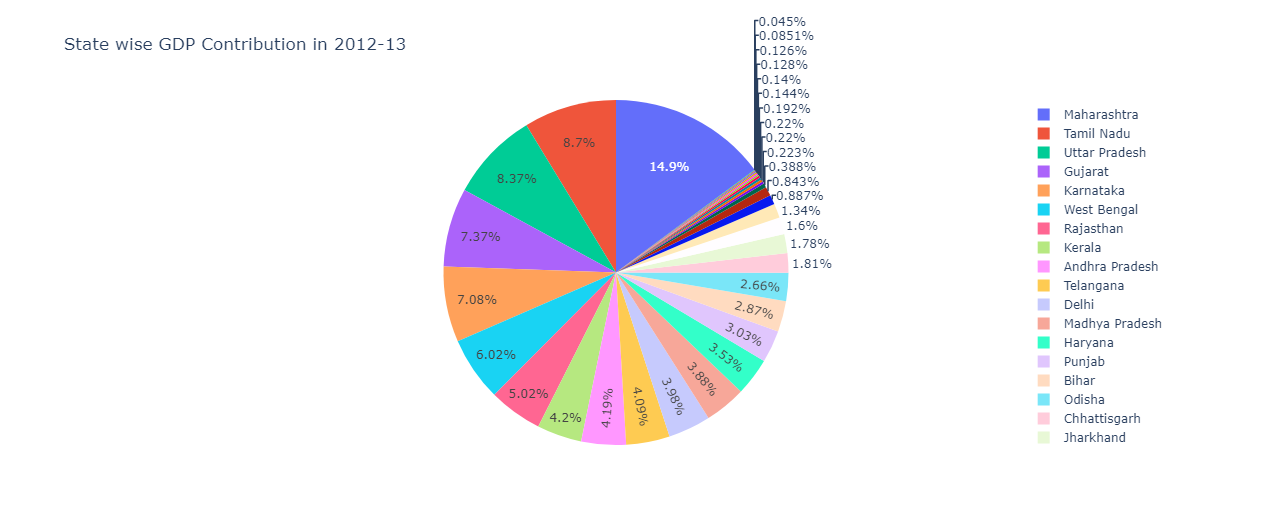 State wise GDP Contribution in 2012-13
0.045%
0.0851%
0.126%
0.128%
0.14%
0.144%
0.192%
0.22%
0.22%
0.223%
0.388%
0.843%
0.887%
1.34%
1.6%
1.78%
1.81%
14.9%
8.7%
8.37%
7.37%
7.08%
6.02%
5.02%
4.2%
4.19%
4.09%
3.98%
3.88%
3.53%
3.03%
2.87%
2.66%
Maharashtra
Tamil Nadu
Uttar Pradesh
Gujarat
Karnataka
West Bengal
Rajasthan
Kerala
Andhra Pradesh
Telangana
Delhi
Madhya Pradesh
Haryana
Punjab
Bihar
Odisha
Chhattisgarh
Jharkhand